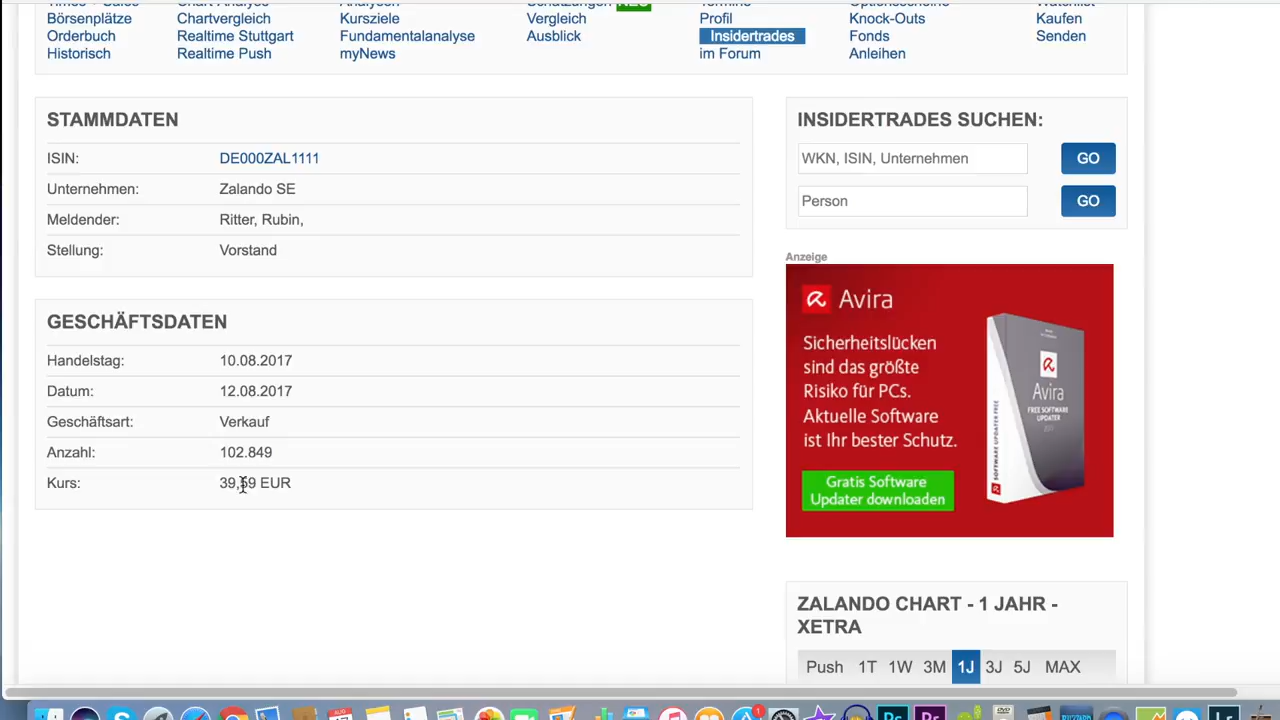 Börsenplätze Chartvergleich Kursziele Vergleich Profil Knock-Outs Kaufen
Orderbuch Realtime Stuttgart Fundamentalanalyse Ausblick Insidertrades Fonds Senden
Historisch Realtime Push myNews im Forum Anleihen
STAMMDATEN
ISIN: DE000ZAL1111
Unternehmen: Zalando SE
Meldender: Ritter, Rubin,
Stellung: Vorstand
GESCHÄFTSDATEN
Handelstag: 10.08.2017
Datum: 12.08.2017
Geschäftsart: Verkauf
Anzahl: 102.849
Kurs: EUR
INSIDERTRADES SUCHEN:
WKN, ISIN, Unternehmen GO
Person GO
Anzeige
Avira
Sicherheitslücken
sind das größte
Risiko für PCs.
Aktuelle Software
ist Ihr bester Schutz.
Gratis Software
Updater downloaden
Avira
FREE SOFTWARE
UPDATER
ZALANDO CHART - 1 JAHR -
XETRA
Push 1T 1W 3M 1J 3J 5J MAX